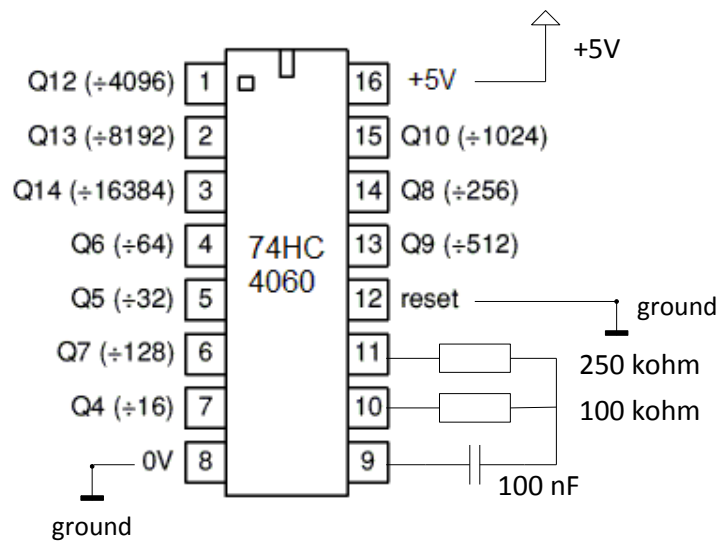 +5V
Q12 (÷4096) 1 16 +5V
Q13 (÷8192) 2 15 Q10 (÷1024)
Q14 (÷16384) 3 14 Q8 (÷256)
Q6 (÷64) 4 13 Q9 (÷512)
74HC
4060
Q5 (÷32) 5 12 reset
ground
Q7 (÷128) 6 11 250 kohm
Q4 (÷16) 7 10 100 kohm
0V 8 9
100 nF
ground